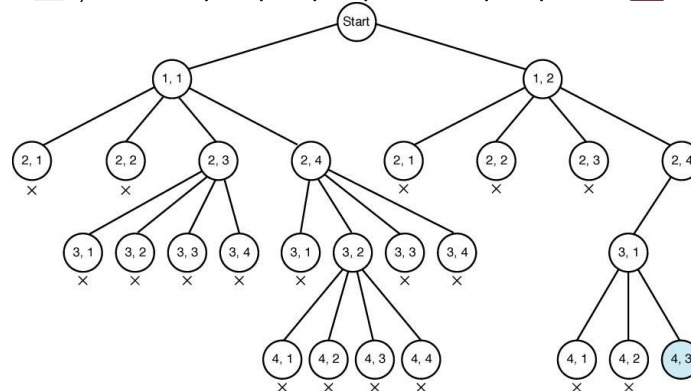 Start
1, 1 1, 2
2, 1 2, 2 2, 3 2, 4 2, 1 2, 2 2, 3 2, 4
× × × × ×
3, 1 3, 2 3, 3 3, 4 3, 1 3, 2 3, 3 3, 4 3, 1
× × × × × × ×
4, 1 4, 2 4, 3 4, 4 4, 1 4, 2 4, 3
× × × × × ×